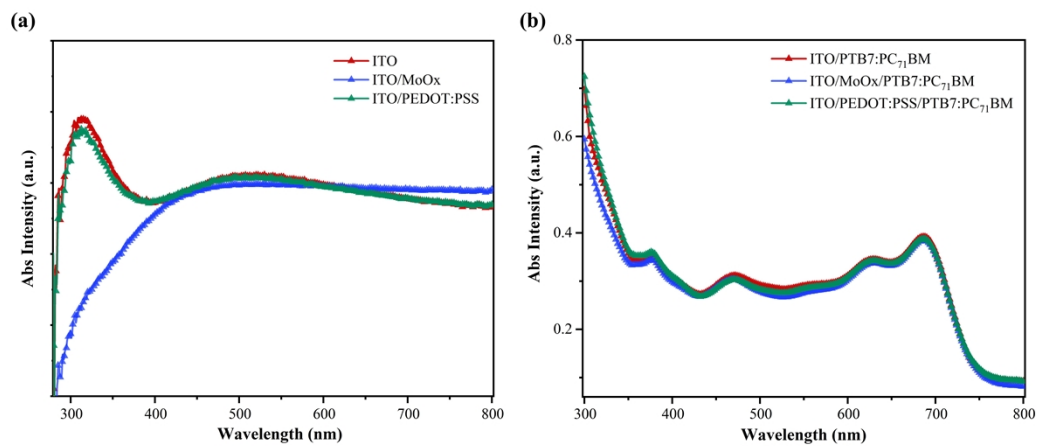 (a)
ITO
ITO/MoOx
ITO/PEDOT:PSS
Abs Intensity (a.u.)
300 400 500 600 700 800
Wavelength (nm)
(b)
0.8
0.6
0.4
0.2
ITO/PTB7:PC₇₁BM
ITO/MoOx/PTB7:PC₇₁BM
ITO/PEDOT:PSS/PTB7:PC₇₁BM
Abs Intensity (a.u.)
300 400 500 600 700 800
Wavelength (nm)